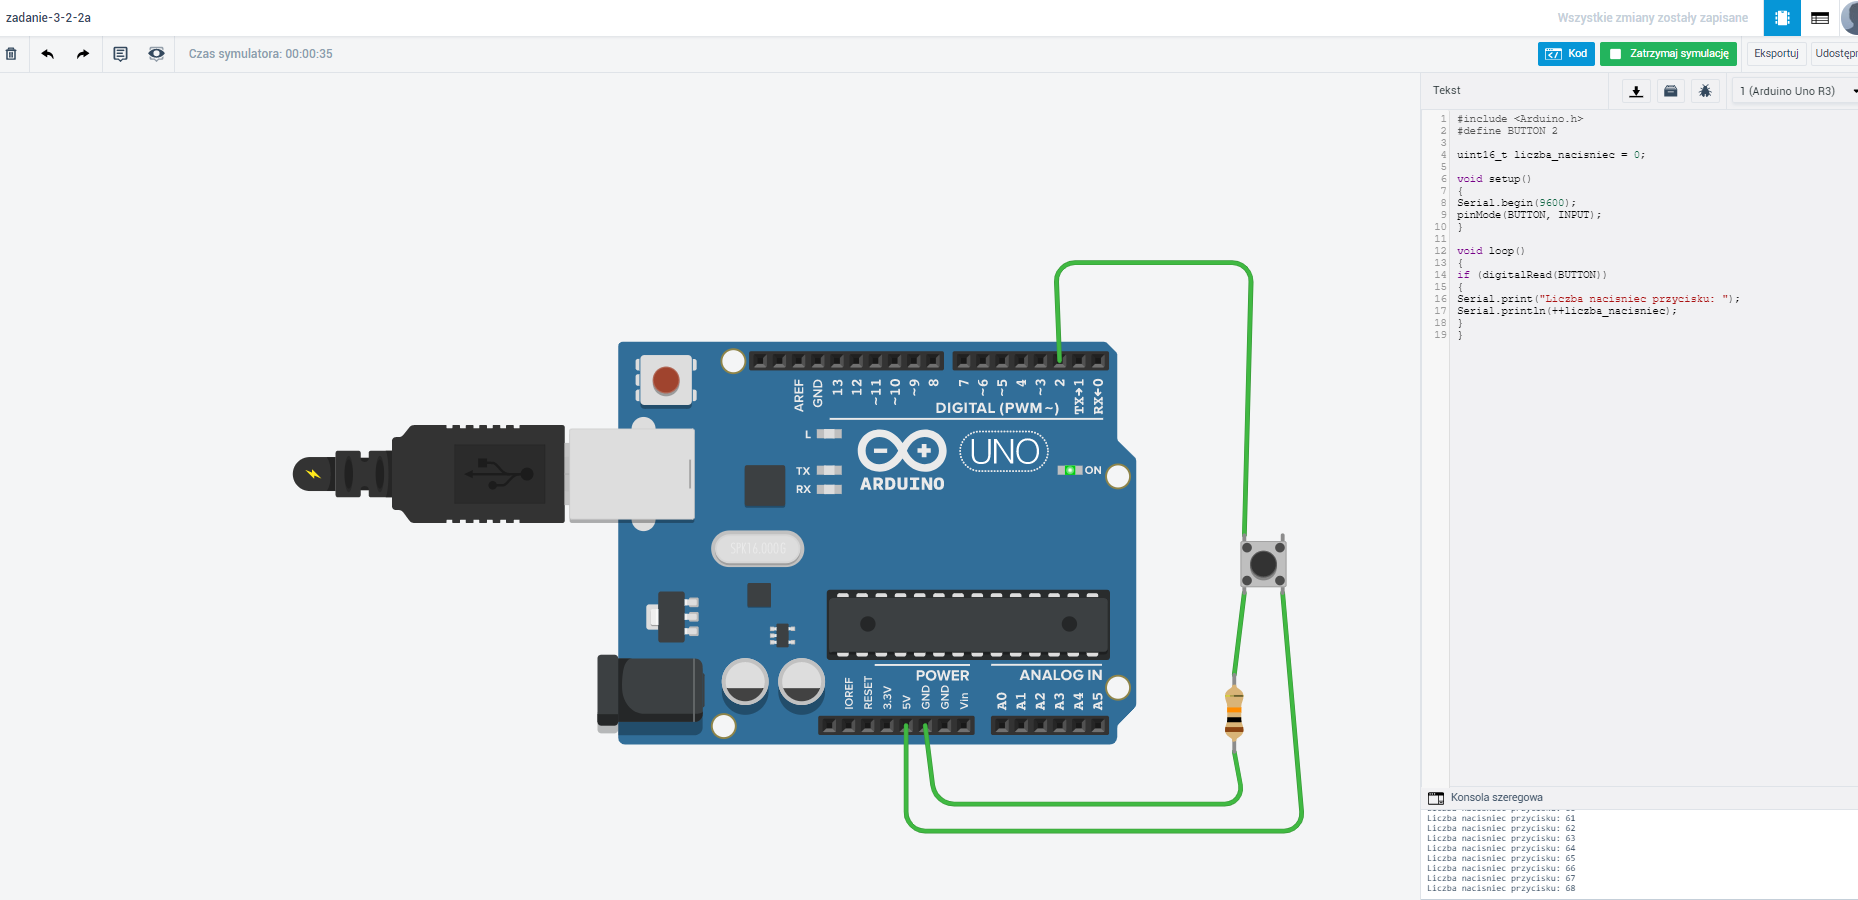 zadanie-3-2-2a
Wszystkie zmiany zostały zapisane
Czas symulatora: 00:00:35
Kod
Zatrzymaj symulację
Eksportuj
Udostępn
Tekst
1 (Arduino Uno R3)
1 #include <Arduino.h>
2 #define BUTTON 2
3
4 uint16_t liczba_nacisniec = 0;
5
6 void setup()
7 {
8 Serial.begin(9600);
9 pinMode(BUTTON, INPUT);
10 }
11
12 void loop()
13 {
14 if (digitalRead(BUTTON))
15 {
16 Serial.print("Liczba nacisniec przycisku: ");
17 Serial.println(++liczba_nacisniec);
18 }
19 }
AREF
GND
13
12
~11
~10
~9
8
7
~6
~5
4
~3
2
TX→1
RX←0
DIGITAL (PWM~)
L
TX
RX
ARDUINO
UNO
ON
SPK16.000G
POWER
ANALOG IN
IOREF
RESET
3.3V
5V
GND
GND
Vin
A0
A1
A2
A3
A4
A5
Konsola szeregowa
Liczba nacisniec przycisku: 61
Liczba nacisniec przycisku: 62
Liczba nacisniec przycisku: 63
Liczba nacisniec przycisku: 64
Liczba nacisniec przycisku: 65
Liczba nacisniec przycisku: 66
Liczba nacisniec przycisku: 67
Liczba nacisniec przycisku: 68